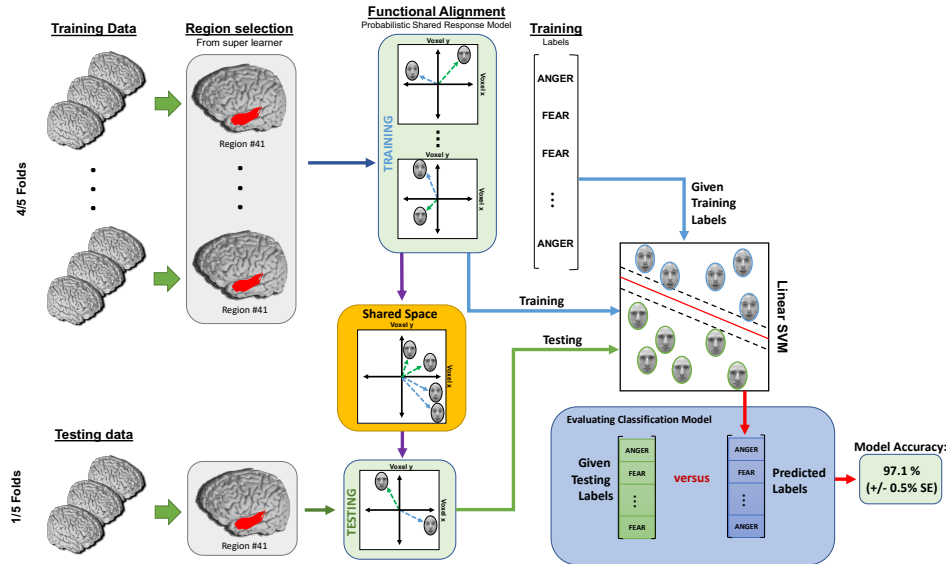 Training Data
Region selection
From super learner
Functional Alignment
Probabilistic Shared Response Model
Training
Labels
4/5 Folds
Region #41
Region #41
TRAINING
Voxel y
Voxel x
Voxel y
Voxel x
ANGER
FEAR
FEAR
ANGER
Given
Training
Labels
Training
Testing
Linear SVM
Shared Space
Voxel y
Voxel x
Testing data
1/5 Folds
Region #41
TESTING
Voxel y
Voxel x
Evaluating Classification Model
Given
Testing
Labels
ANGER
FEAR
FEAR
versus
ANGER
FEAR
ANGER
Predicted
Labels
Model Accuracy:
97.1 %
(+/- 0.5% SE)